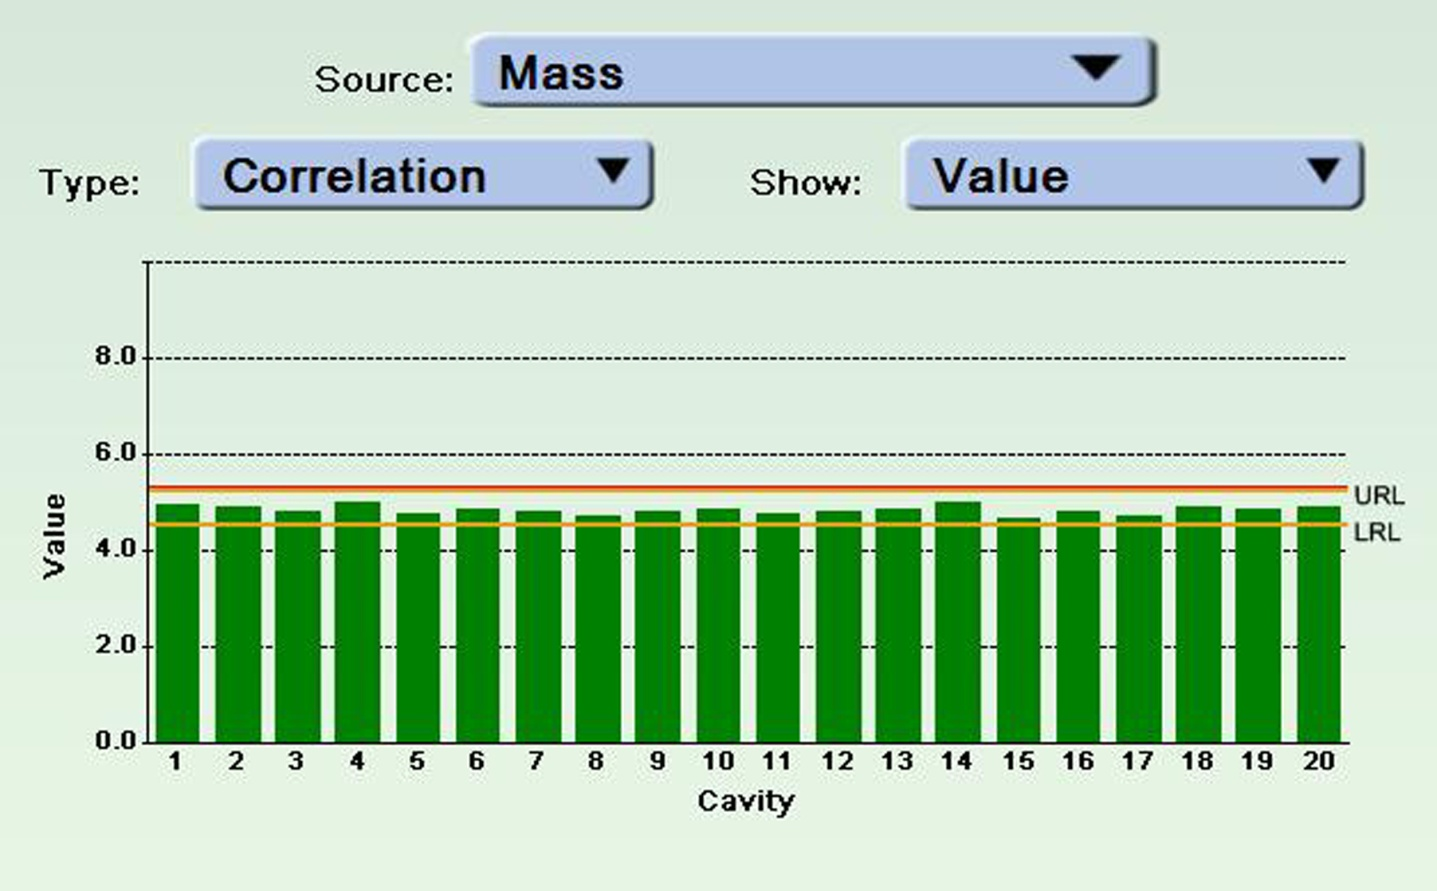 Source: Mass
Type: Correlation Show: Value
8.0
6.0
URL
LRL
4.0
2.0
0.0
Value
1 2 3 4 5 6 7 8 9 10 11 12 13 14 15 16 17 18 19 20
Cavity